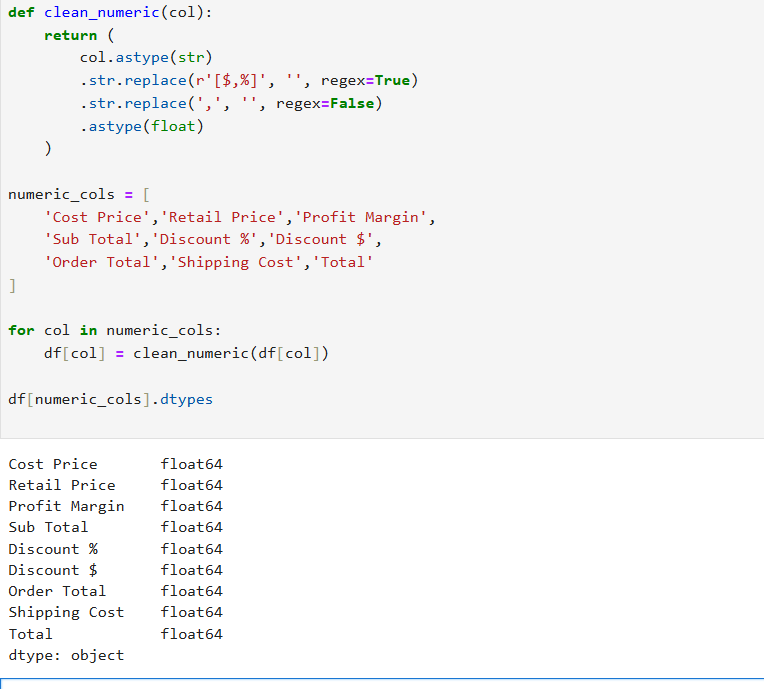 def clean_numeric(col):
    return (
        col.astype(str)
        .str.replace(r'[$,%]', '', regex=True)
        .str.replace(',', '', regex=False)
        .astype(float)
    )
numeric_cols = [
    'Cost Price','Retail Price','Profit Margin',
    'Sub Total','Discount %','Discount $',
    'Order Total','Shipping Cost','Total'
]
for col in numeric_cols:
    df[col] = clean_numeric(df[col])
df[numeric_cols].dtypes
Cost Price       float64
Retail Price     float64
Profit Margin    float64
Sub Total        float64
Discount %       float64
Discount $       float64
Order Total      float64
Shipping Cost    float64
Total            float64
dtype: object